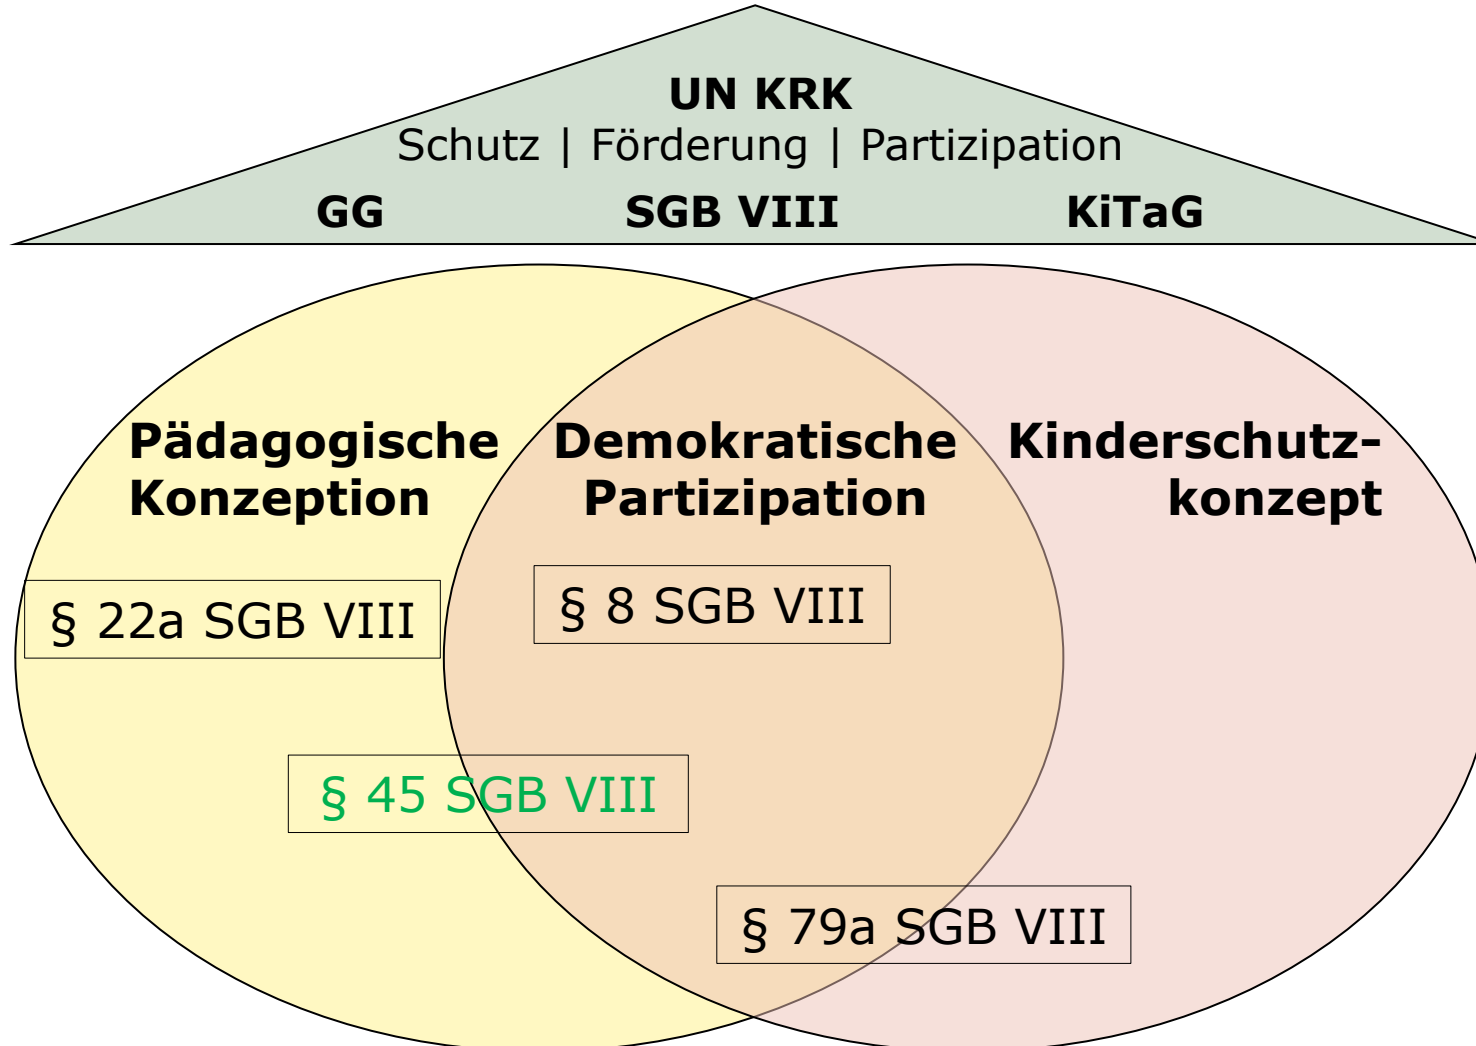 UN KRK
Schutz | Förderung | Partizipation
GG SGB VIII KiTaG
Pädagogische
Konzeption
Demokratische
Partizipation
Kinderschutz–
konzept
§ 22a SGB VIII
§ 8 SGB VIII
§ 45 SGB VIII
§ 79a SGB VIII